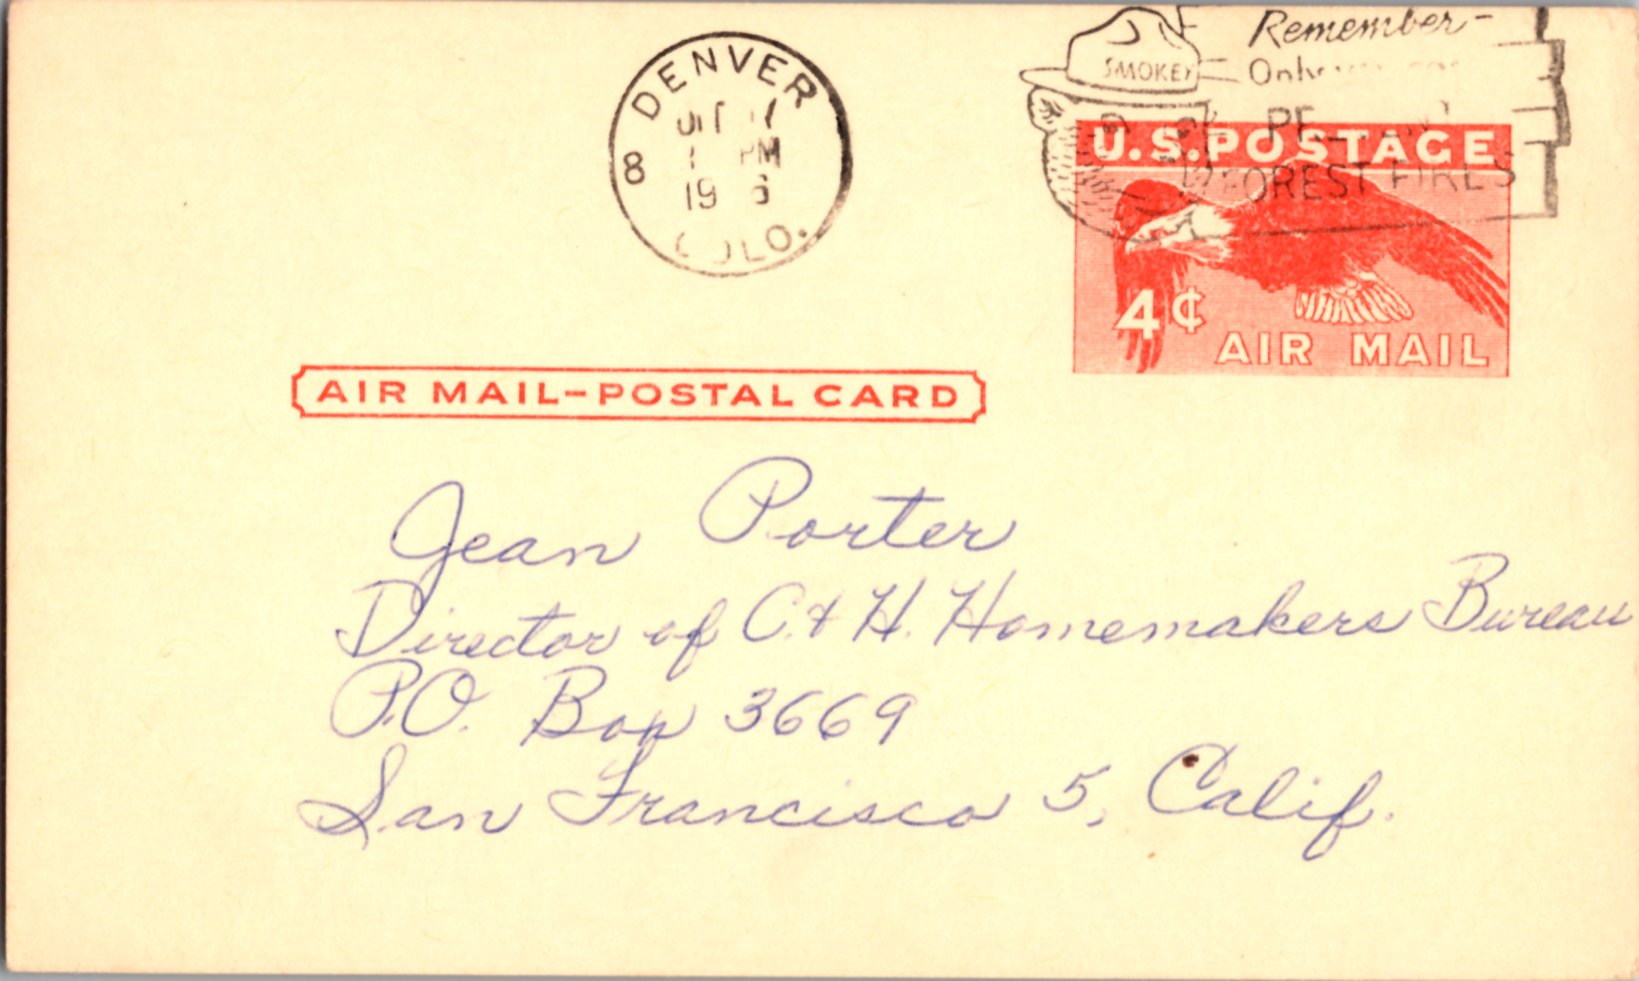 DENVER
8
PM
COLO.
Remember-
SMOKEY
Only
FOREST FIRES
U.S. POSTAGE
4¢
AIR MAIL
AIR MAIL-POSTAL CARD
Jean Porter
Director of C. & H. Homemakers Bureau
P.O. Box 3669
San Francisco 5, Calif.